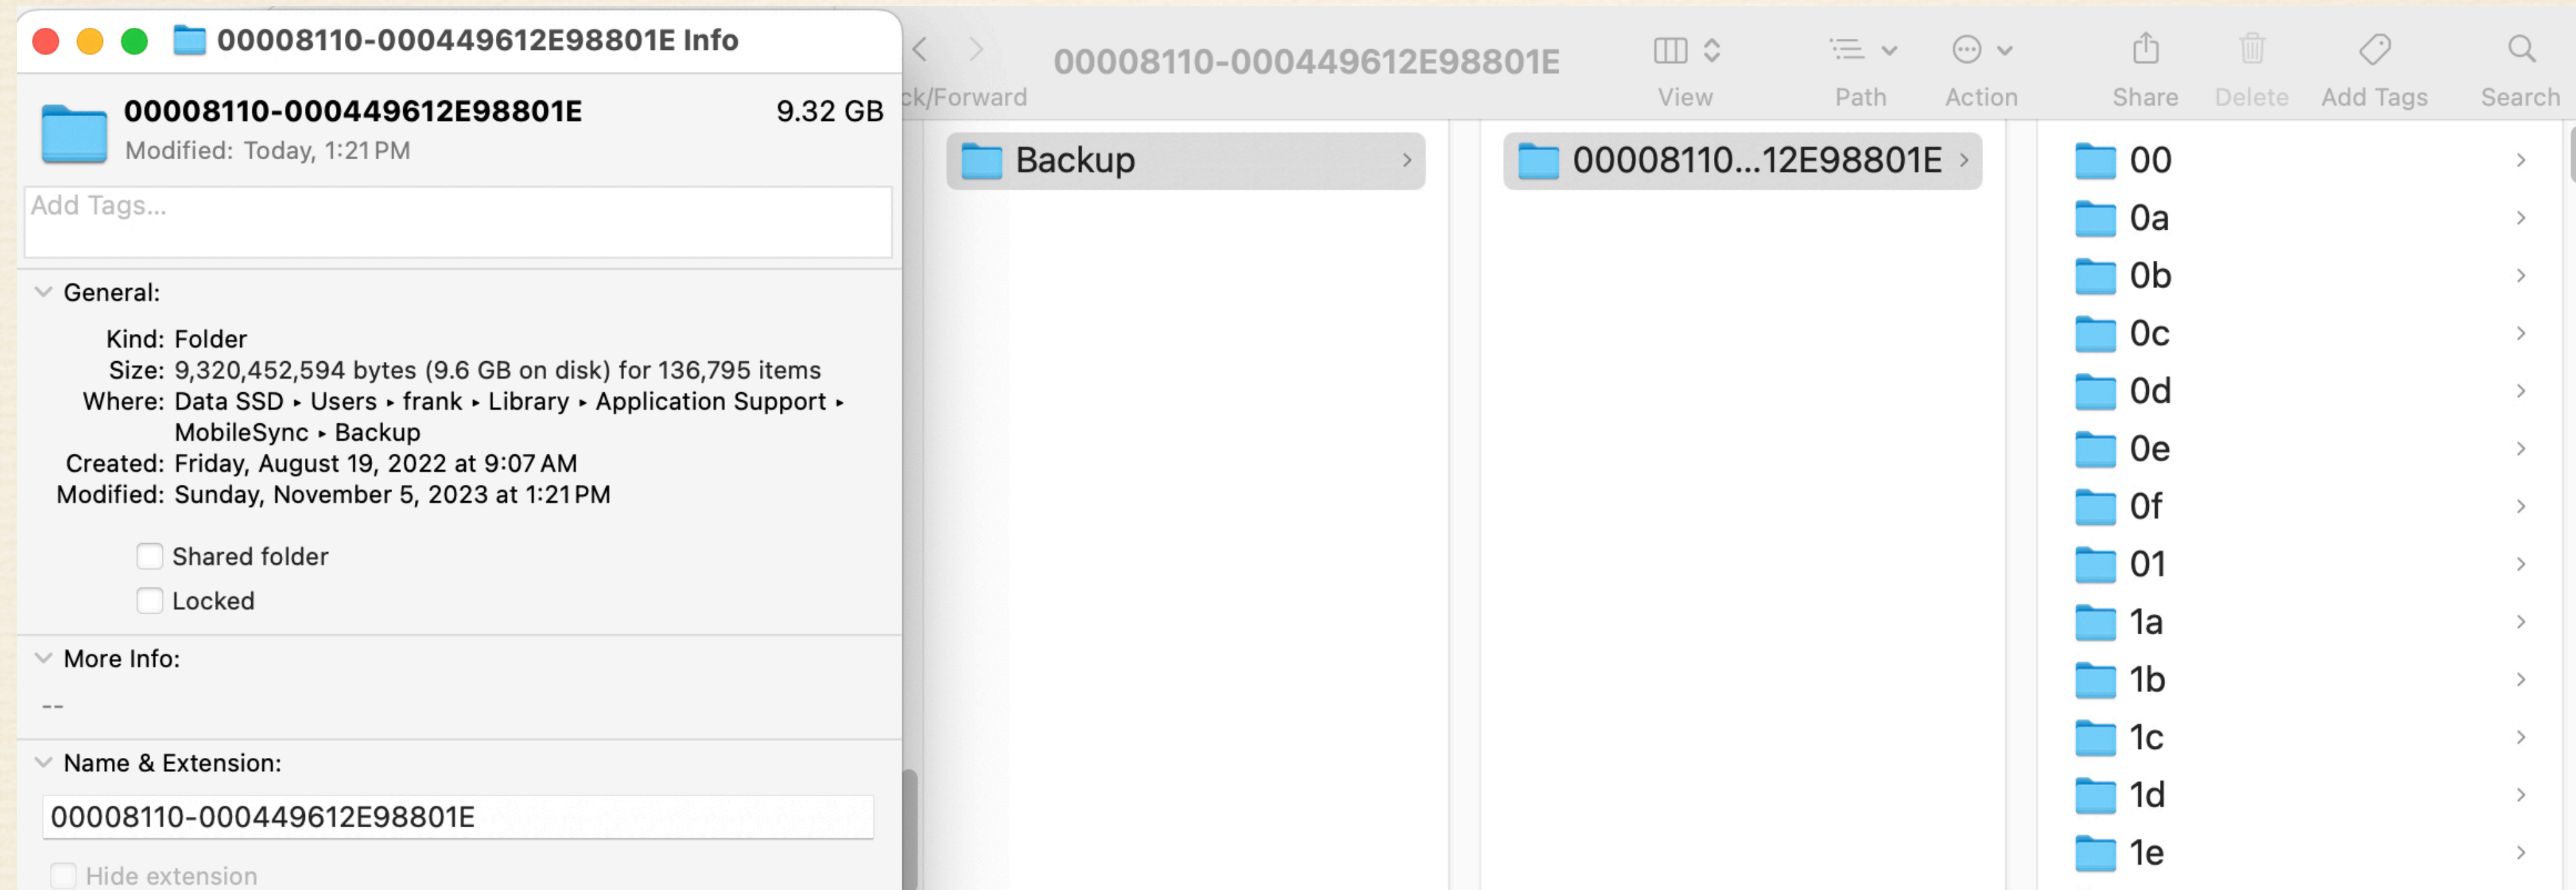 00008110-000449612E98801E Info
00008110-000449612E98801E 9.32 GB
Modified: Today, 1:21 PM
Add Tags...
General:
Kind: Folder
Size: 9,320,452,594 bytes (9.6 GB on disk) for 136,795 items
Where: Data SSD ▸ Users ▸ frank ▸ Library ▸ Application Support ▸
MobileSync ▸ Backup
Created: Friday, August 19, 2022 at 9:07 AM
Modified: Sunday, November 5, 2023 at 1:21 PM
Shared folder
Locked
More Info:
--
Name & Extension:
00008110-000449612E98801E
Hide extension
00008110-000449612E98801E
ck/Forward
View
Path
Action
Share
Delete
Add Tags
Search
Backup
00008110...12E98801E
00
0a
0b
0c
0d
0e
0f
01
1a
1b
1c
1d
1e